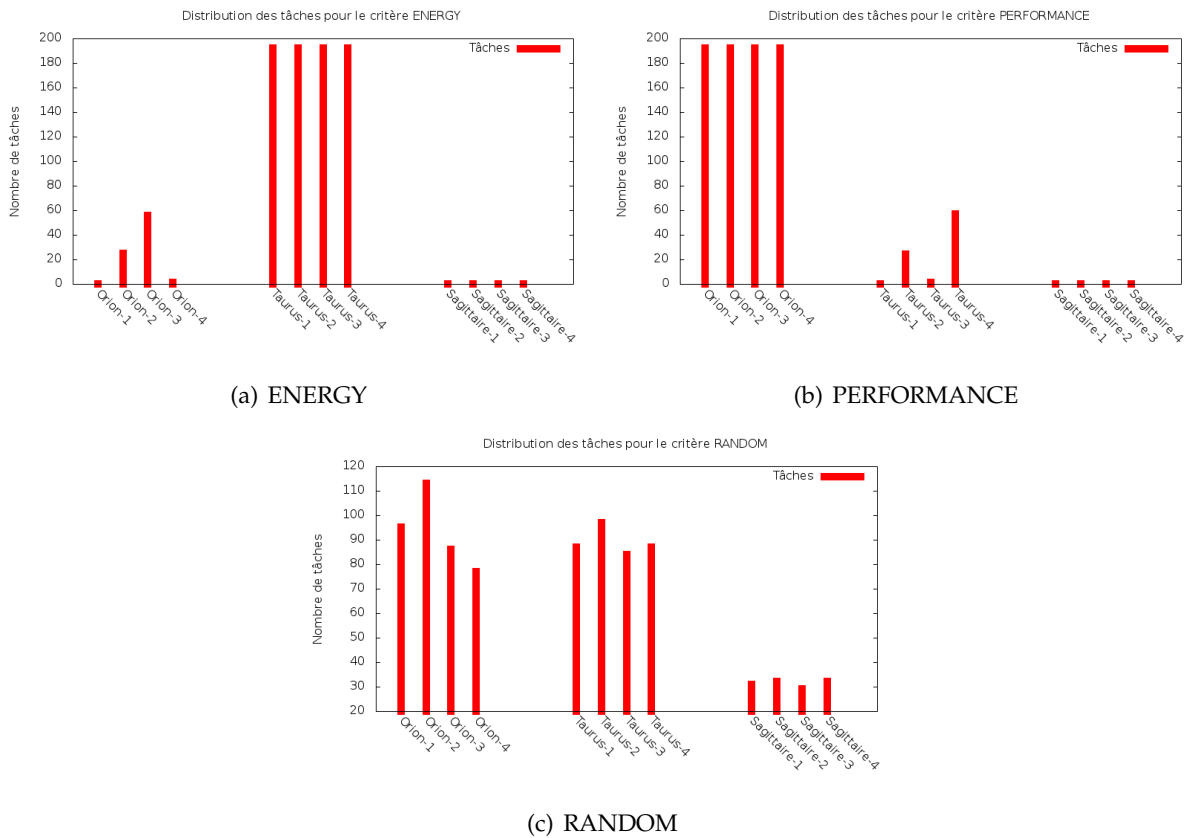 Distribution des tâches pour le critère ENERGY
Tâches
Nombre de tâches
200
180
160
140
120
100
80
60
40
20
0
Orion-1
Orion-2
Orion-3
Orion-4
Taurus-1
Taurus-2
Taurus-3
Taurus-4
Sagittaire-1
Sagittaire-2
Sagittaire-3
Sagittaire-4
(a) ENERGY
Distribution des tâches pour le critère PERFORMANCE
Tâches
Nombre de tâches
200
180
160
140
120
100
80
60
40
20
0
Orion-1
Orion-2
Orion-3
Orion-4
Taurus-1
Taurus-2
Taurus-3
Taurus-4
Sagittaire-1
Sagittaire-2
Sagittaire-3
Sagittaire-4
(b) PERFORMANCE
Distribution des tâches pour le critère RANDOM
Tâches
Nombre de tâches
120
110
100
90
80
70
60
50
40
30
20
Orion-1
Orion-2
Orion-3
Orion-4
Taurus-1
Taurus-2
Taurus-3
Taurus-4
Sagittaire-1
Sagittaire-2
Sagittaire-3
Sagittaire-4
(c) RANDOM